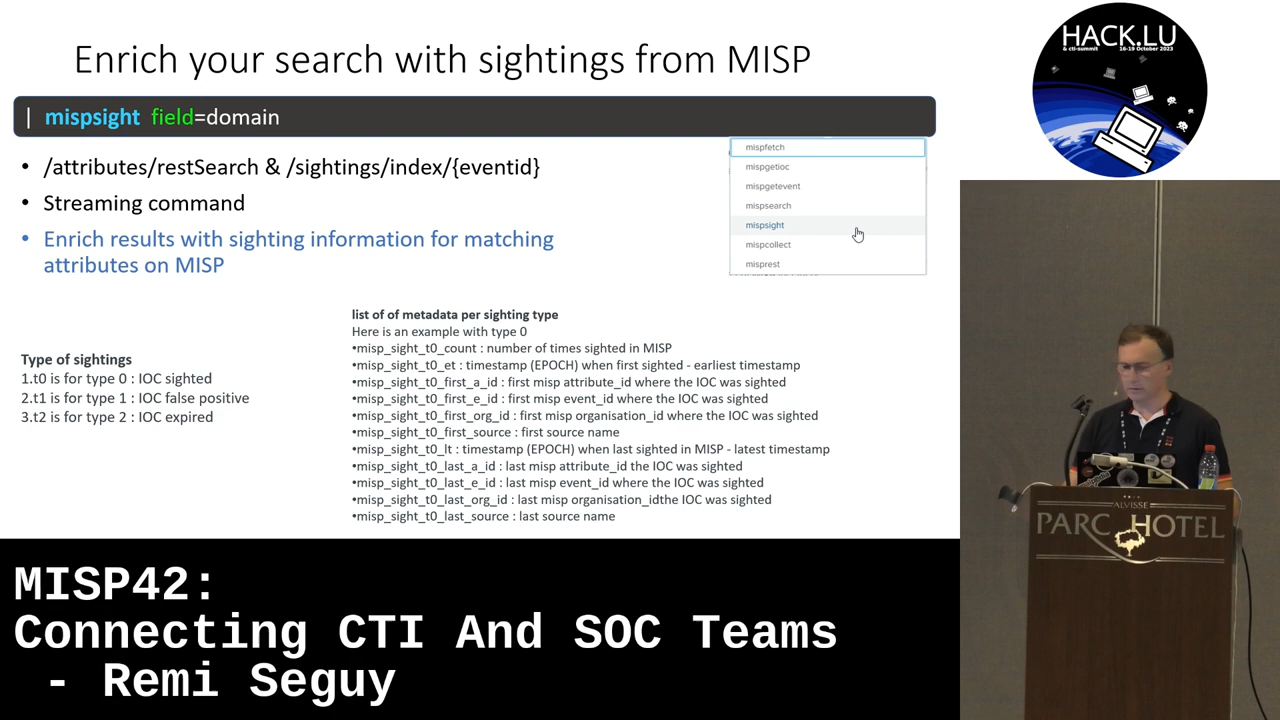 Enrich your search with sightings from MISP
| mispsight field=domain
• /attributes/restSearch & /sightings/index/{eventid}
• Streaming command
• Enrich results with sighting information for matching
attributes on MISP
mispfetch
mispgetioc
mispgetevent
mispsearch
mispsight
mispcollect
misprest
Type of sightings
1.t0 is for type 0 : IOC sighted
2.t1 is for type 1 : IOC false positive
3.t2 is for type 2 : IOC expired
list of of metadata per sighting type
Here is an example with type 0
•misp_sight_t0_count : number of times sighted in MISP
•misp_sight_t0_et : timestamp (EPOCH) when first sighted - earliest timestamp
•misp_sight_t0_first_a_id : first misp attribute_id where the IOC was sighted
•misp_sight_t0_first_e_id : first misp event_id where the IOC was sighted
•misp_sight_t0_first_org_id : first misp organisation_id where the IOC was sighted
•misp_sight_t0_first_source : first source name
•misp_sight_t0_lt : timestamp (EPOCH) when last sighted in MISP - latest timestamp
•misp_sight_t0_last_a_id : last misp attribute_id the IOC was sighted
•misp_sight_t0_last_e_id : last misp event_id where the IOC was sighted
•misp_sight_t0_last_org_id : last misp organisation_idthe IOC was sighted
•misp_sight_t0_last_source : last source name
HACK.LU
& cti-summit 16-19 October 2023
ALVISSE
PARC HOTEL
MISP42:
Connecting CTI And SOC Teams
- Remi Seguy